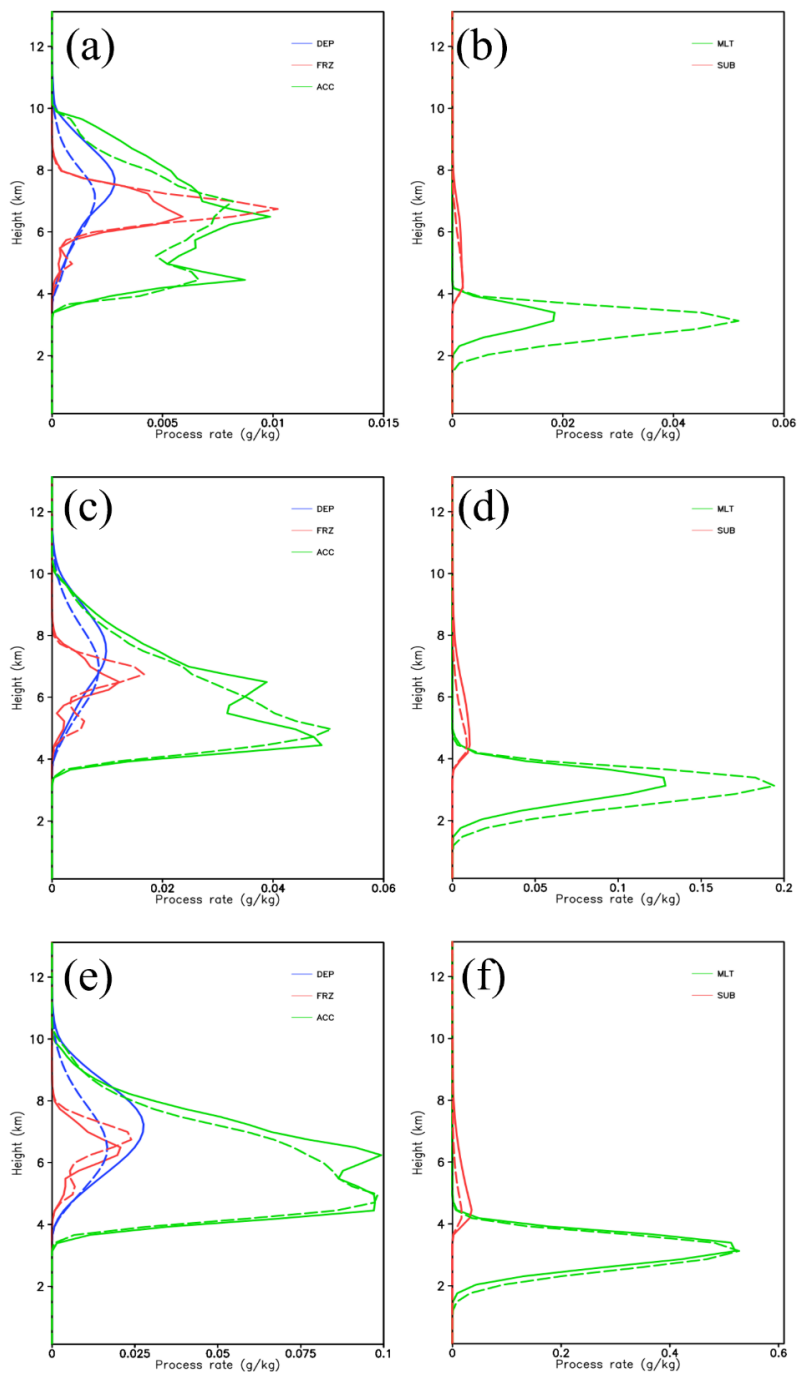 (a)
DEP
FRZ
ACC
12
10
8
6
4
2
Height (km)
0
0.005
0.01
0.015
Process rate (g/kg)
(b)
MLT
SUB
12
10
8
6
4
2
Height (km)
0
0.02
0.04
0.06
Process rate (g/kg)
(c)
DEP
FRZ
ACC
12
10
8
6
4
2
Height (km)
0
0.02
0.04
0.06
Process rate (g/kg)
(d)
MLT
SUB
12
10
8
6
4
2
Height (km)
0
0.05
0.1
0.15
0.2
Process rate (g/kg)
(e)
DEP
FRZ
ACC
12
10
8
6
4
2
Height (km)
0
0.025
0.05
0.075
0.1
Process rate (g/kg)
(f)
MLT
SUB
12
10
8
6
4
2
Height (km)
0
0.2
0.4
0.6
Process rate (g/kg)